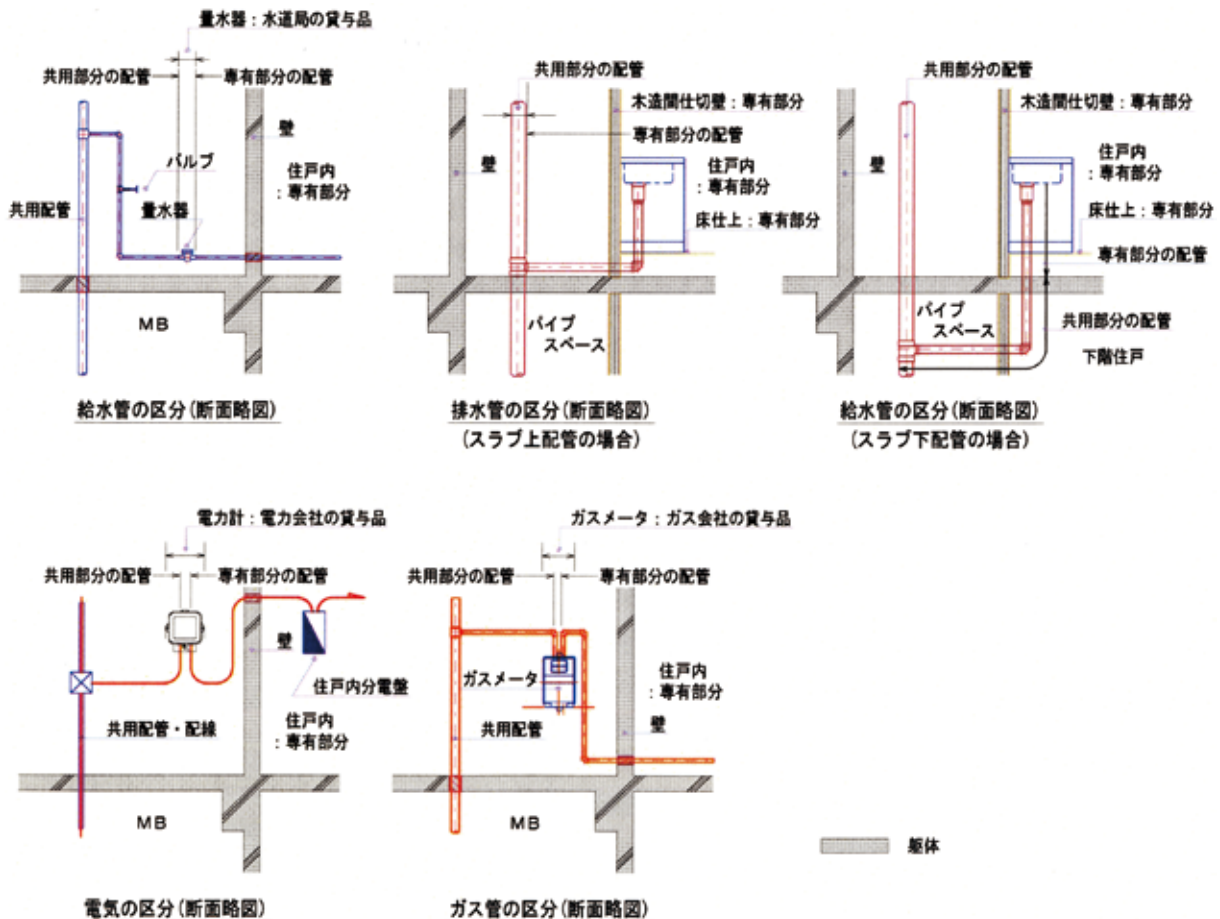 量水器：水道局の貸与品
共用部分の配管
専有部分の配管
壁
バルブ
住戸内
：専有部分
共用配管
量水器
MB
給水管の区分(断面略図)
共用部分の配管
木造間仕切壁：専有部分
専有部分の配管
壁
住戸内
：専有部分
床仕上：専有部分
パイプ
スペース
排水管の区分(断面略図)
(スラブ上配管の場合)
共用部分の配管
木造間仕切壁：専有部分
壁
住戸内
：専有部分
床仕上：専有部分
専有部分の配管
パイプ
スペース
共用部分の配管
下階住戸
給水管の区分(断面略図)
(スラブ下配管の場合)
電力計：電力会社の貸与品
共用部分の配管
専有部分の配管
壁
住戸内分電盤
共用配管・配線
住戸内
：専有部分
MB
電気の区分(断面略図)
ガスメータ：ガス会社の貸与品
共用部分の配管
専有部分の配管
ガスメータ
住戸内
：専有部分
共用配管
壁
MB
ガス管の区分(断面略図)
躯体